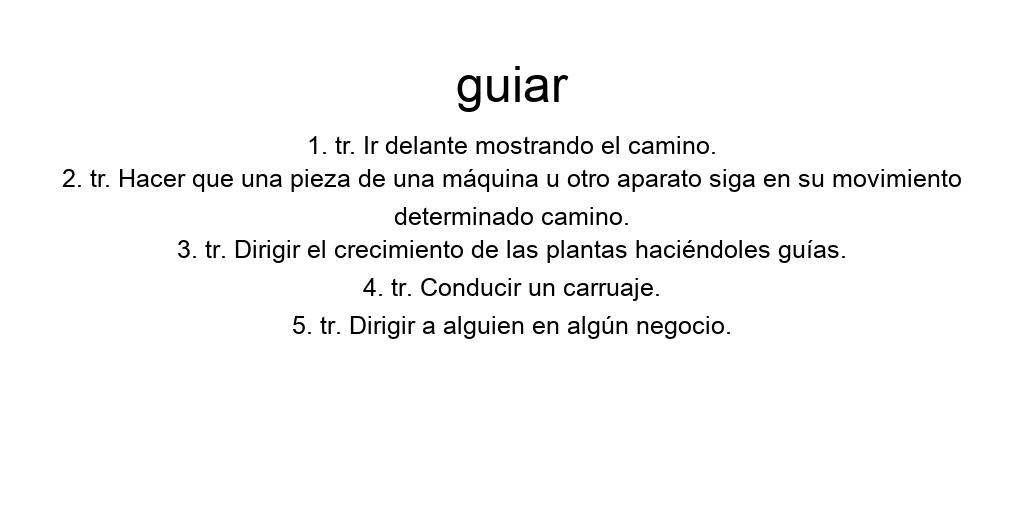 guiar
1. tr. Ir delante mostrando el camino.
2. tr. Hacer que una pieza de una máquina u otro aparato siga en su movimiento
determinado camino.
3. tr. Dirigir el crecimiento de las plantas haciéndoles guías.
4. tr. Conducir un carruaje.
5. tr. Dirigir a alguien en algún negocio.